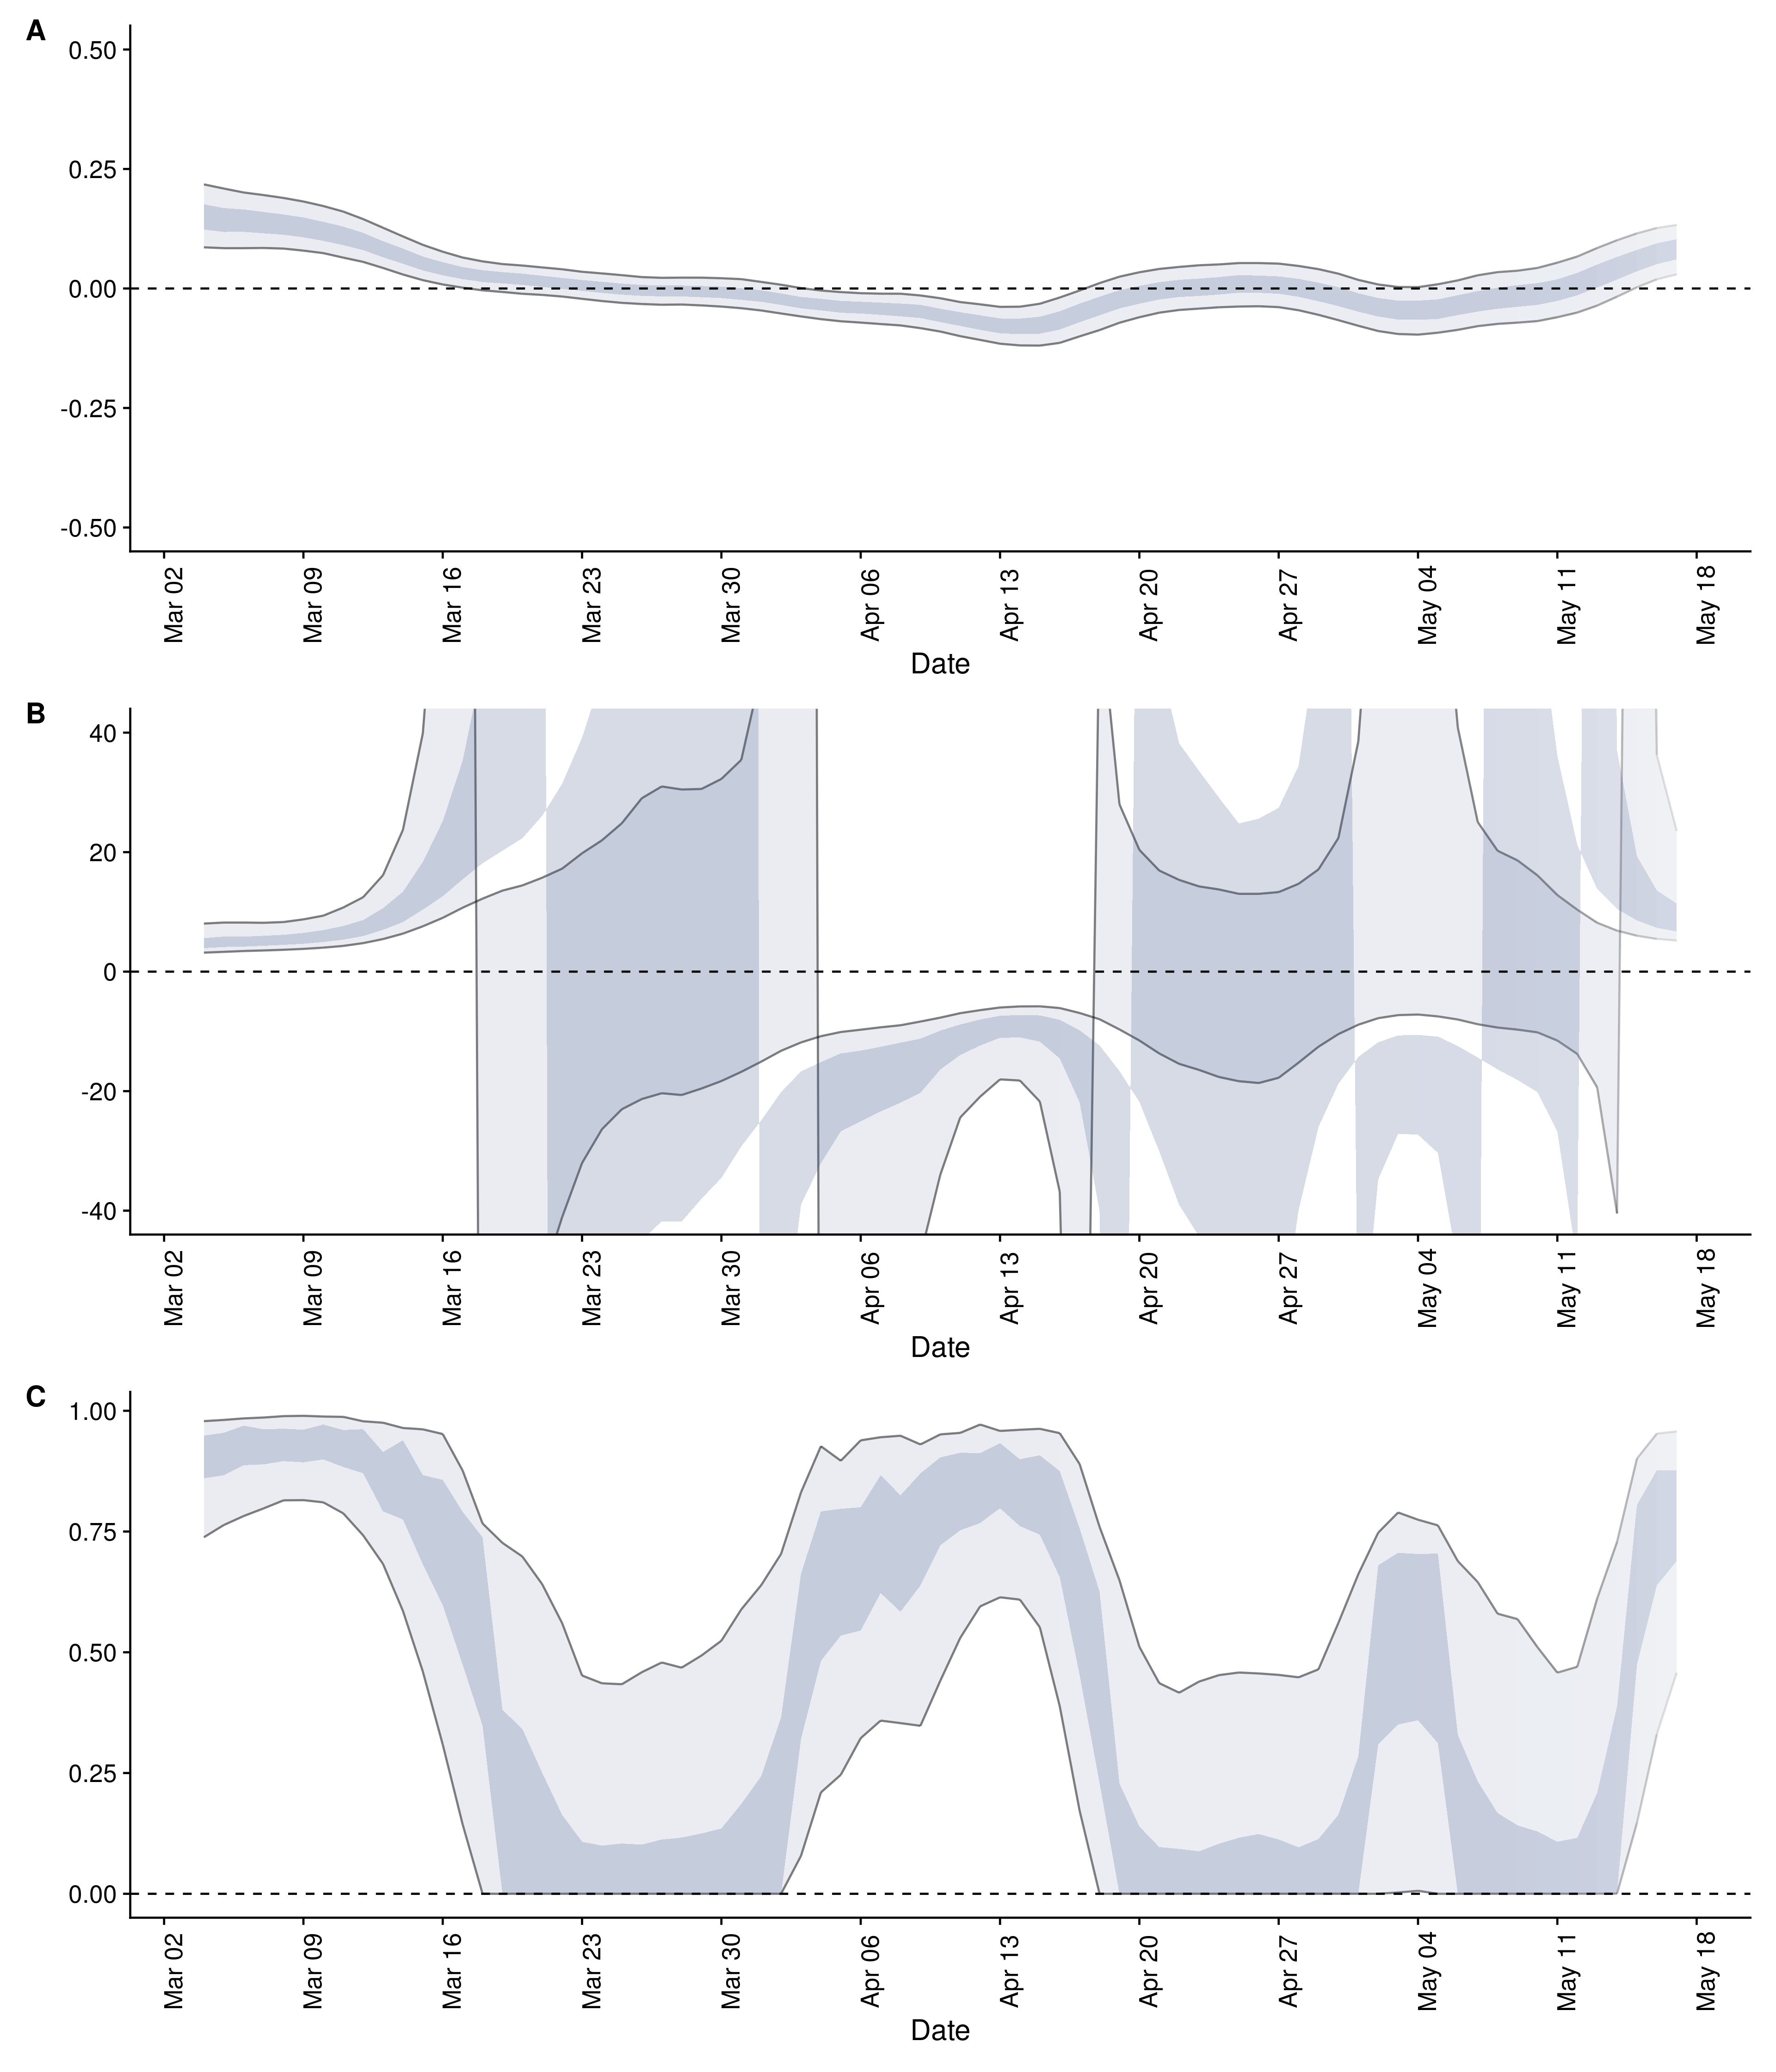 A
0.50
0.25
0.00
-0.25
-0.50
Mar 02
Mar 09
Mar 16
Mar 23
Mar 30
Apr 06
Apr 13
Apr 20
Apr 27
May 04
May 11
May 18
Date
B
40
20
0
-20
-40
Mar 02
Mar 09
Mar 16
Mar 23
Mar 30
Apr 06
Apr 13
Apr 20
Apr 27
May 04
May 11
May 18
Date
C
1.00
0.75
0.50
0.25
0.00
Mar 02
Mar 09
Mar 16
Mar 23
Mar 30
Apr 06
Apr 13
Apr 20
Apr 27
May 04
May 11
May 18
Date